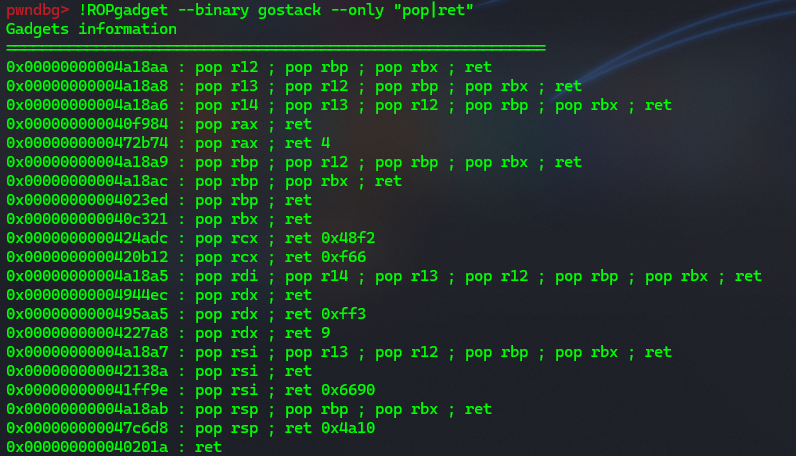 pwndbg> !ROPgadget --binary gostack --only "pop|ret"
Gadgets information
============================================================
0x00000000004a18aa : pop r12 ; pop rbp ; pop rbx ; ret
0x00000000004a18a8 : pop r13 ; pop r12 ; pop rbp ; pop rbx ; ret
0x00000000004a18a6 : pop r14 ; pop r13 ; pop r12 ; pop rbp ; pop rbx ; ret
0x000000000040f984 : pop rax ; ret
0x0000000000472b74 : pop rax ; ret 4
0x00000000004a18a9 : pop rbp ; pop r12 ; pop rbp ; pop rbx ; ret
0x00000000004a18ac : pop rbp ; pop rbx ; ret
0x00000000004023ed : pop rbp ; ret
0x000000000040c321 : pop rbx ; ret
0x0000000000424adc : pop rcx ; ret 0x48f2
0x0000000000420b12 : pop rcx ; ret 0xf66
0x00000000004a18a5 : pop rdi ; pop r14 ; pop r13 ; pop r12 ; pop rbp ; pop rbx ; ret
0x00000000004944ec : pop rdx ; ret
0x0000000000495aa5 : pop rdx ; ret 0xff3
0x00000000004227a8 : pop rdx ; ret 9
0x00000000004a18a7 : pop rsi ; pop r13 ; pop r12 ; pop rbp ; pop rbx ; ret
0x000000000042138a : pop rsi ; ret
0x000000000041ff9e : pop rsi ; ret 0x6690
0x00000000004a18ab : pop rsp ; pop rbp ; pop rbx ; ret
0x000000000047c6d8 : pop rsp ; ret 0x4a10
0x000000000040201a : ret